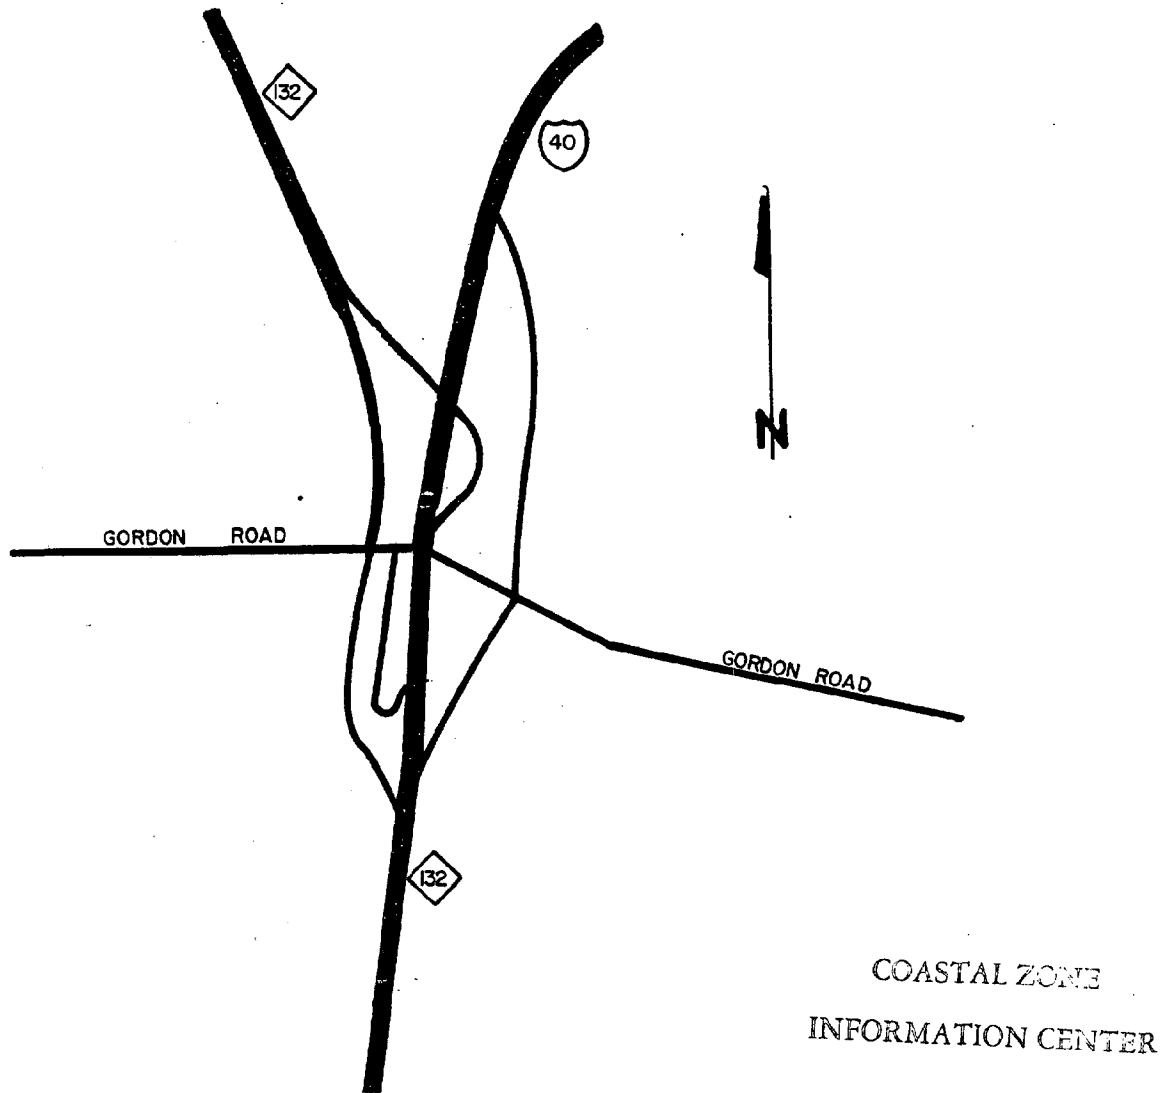 132
40
N
GORDON ROAD
GORDON ROAD
132
COASTAL ZONE
INFORMATION CENTER